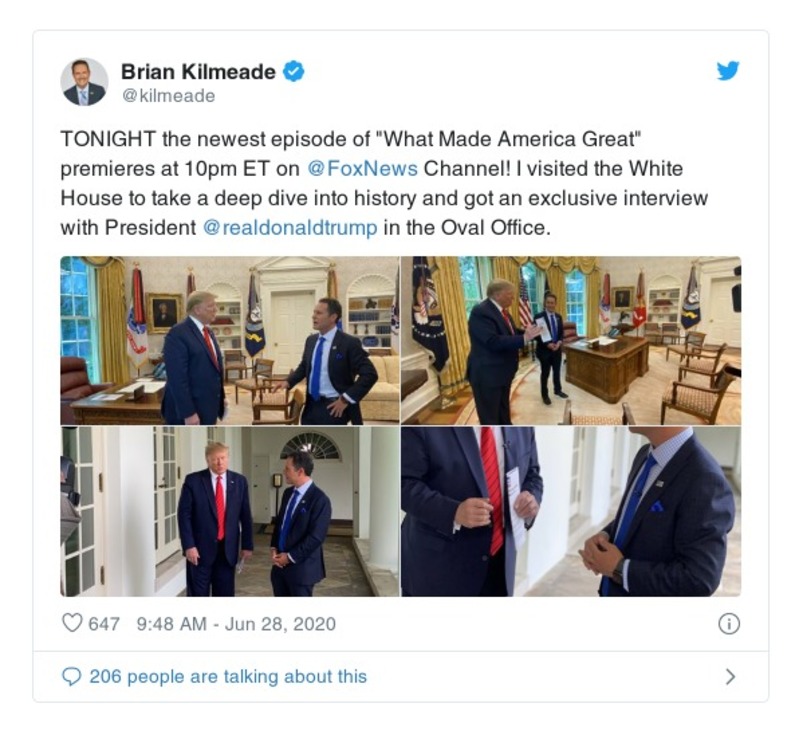 Brian Kilmeade
@kilmeade
TONIGHT the newest episode of "What Made America Great"
premieres at 10pm ET on @FoxNews Channel! I visited the White
House to take a deep dive into history and got an exclusive interview
with President @realdonaldtrump in the Oval Office.
647 9:48 AM - Jun 28, 2020
206 people are talking about this